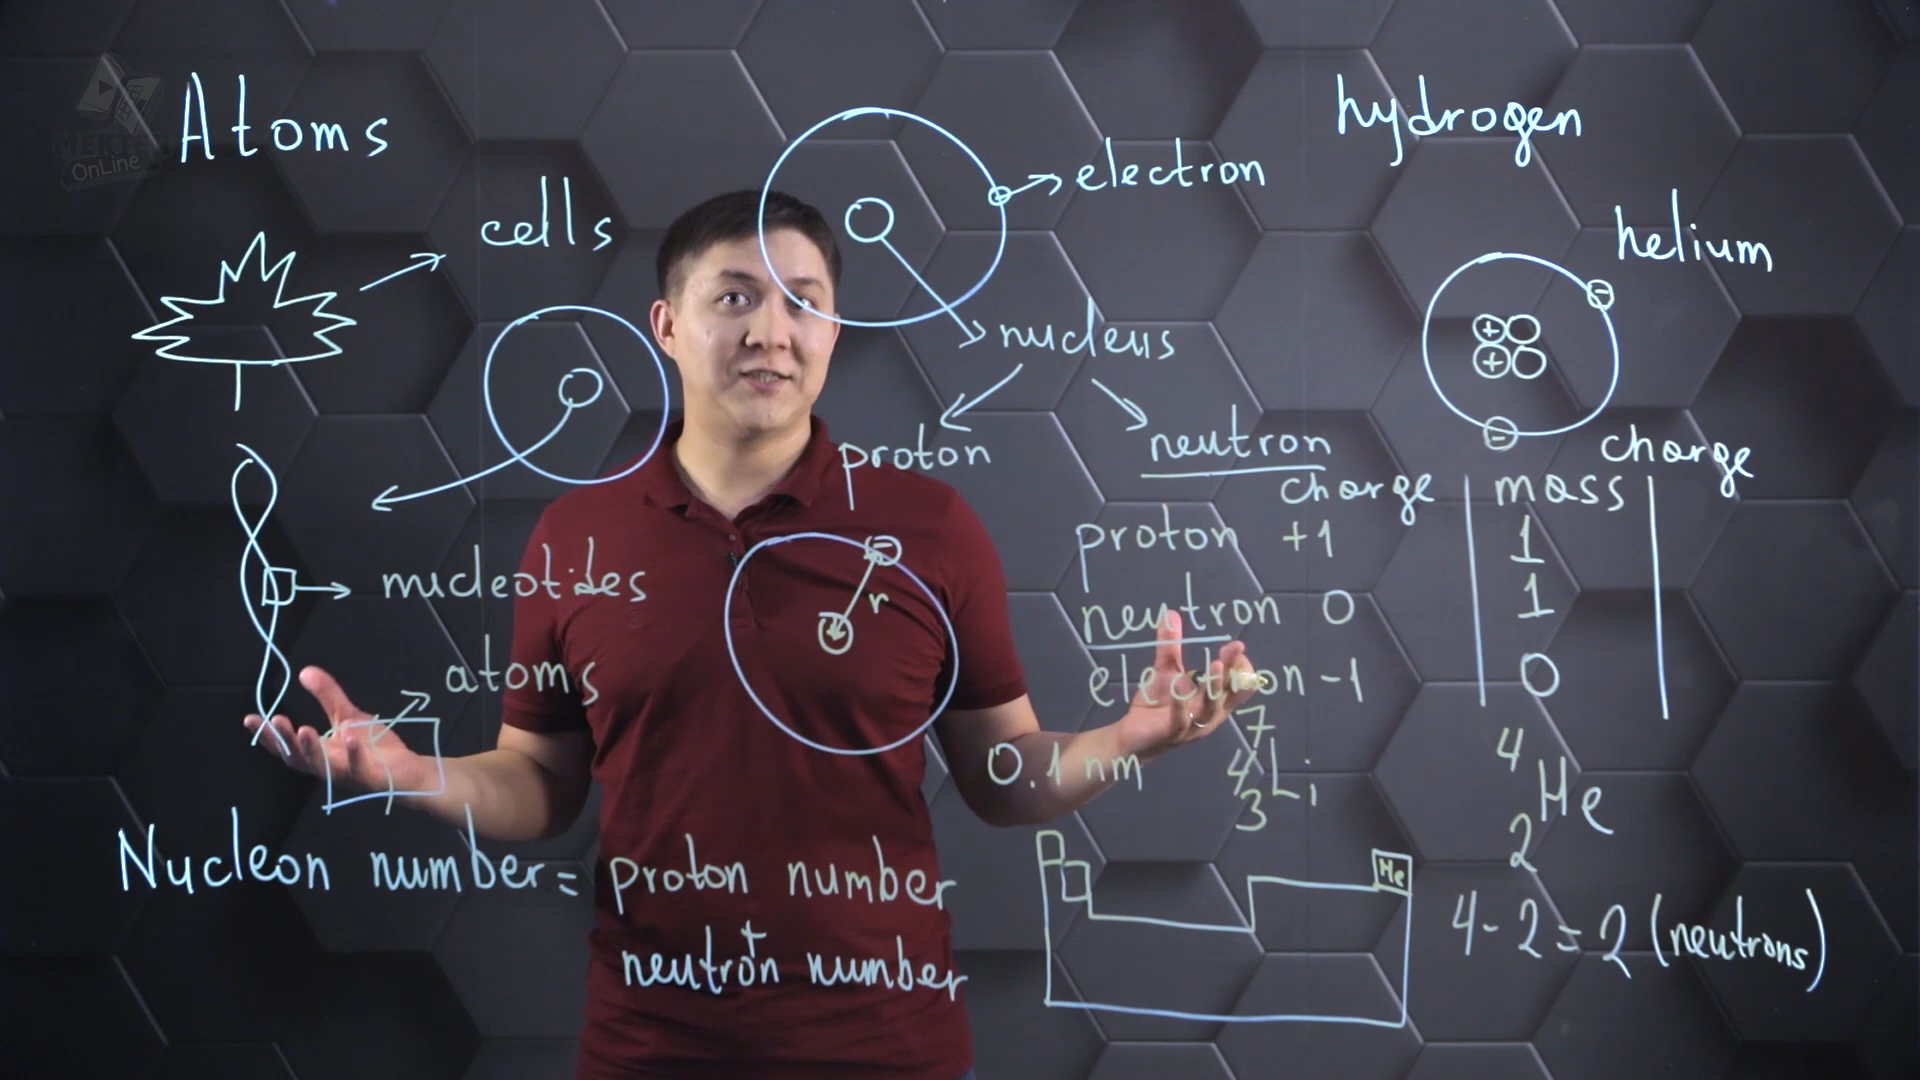 Atoms
hydrogen
OnLine
electron
cells
helium
nucleus
proton
neutron
charge
charge
mass
proton +1 1
neutron 0 1
electron -1 0
nucleotides
r
atoms
7
4 Li
3
0.1 nm
4
He
2
Nucleon number = proton number
+
neutron number
He
4-2=2 (neutrons)